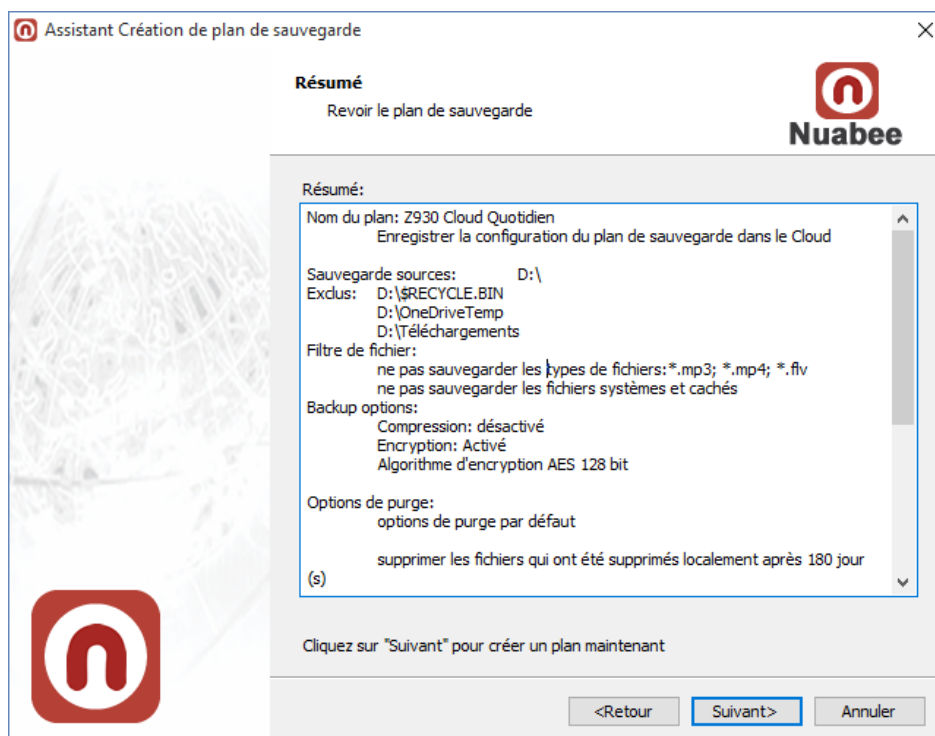 Assistant Création de plan de sauvegarde
Résumé
Revoir le plan de sauvegarde
Nuabee
Résumé:
Nom du plan: Z930 Cloud Quotidien
Enregistrer la configuration du plan de sauvegarde dans le Cloud
Sauvegarde sources: D:\
Exclus: D:\$RECYCLE.BIN
D:\OneDriveTemp
D:\Téléchargements
Filtre de fichier:
ne pas sauvegarder les types de fichiers:*.mp3; *.mp4; *.flv
ne pas sauvegarder les fichiers systèmes et cachés
Backup options:
Compression: désactivé
Encryption: Activé
Algorithme d'encryption AES 128 bit
Options de purge:
options de purge par défaut
supprimer les fichiers qui ont été supprimés localement après 180 jour
(s)
Cliquez sur "Suivant" pour créer un plan maintenant
<Retour
Suivant>
Annuler